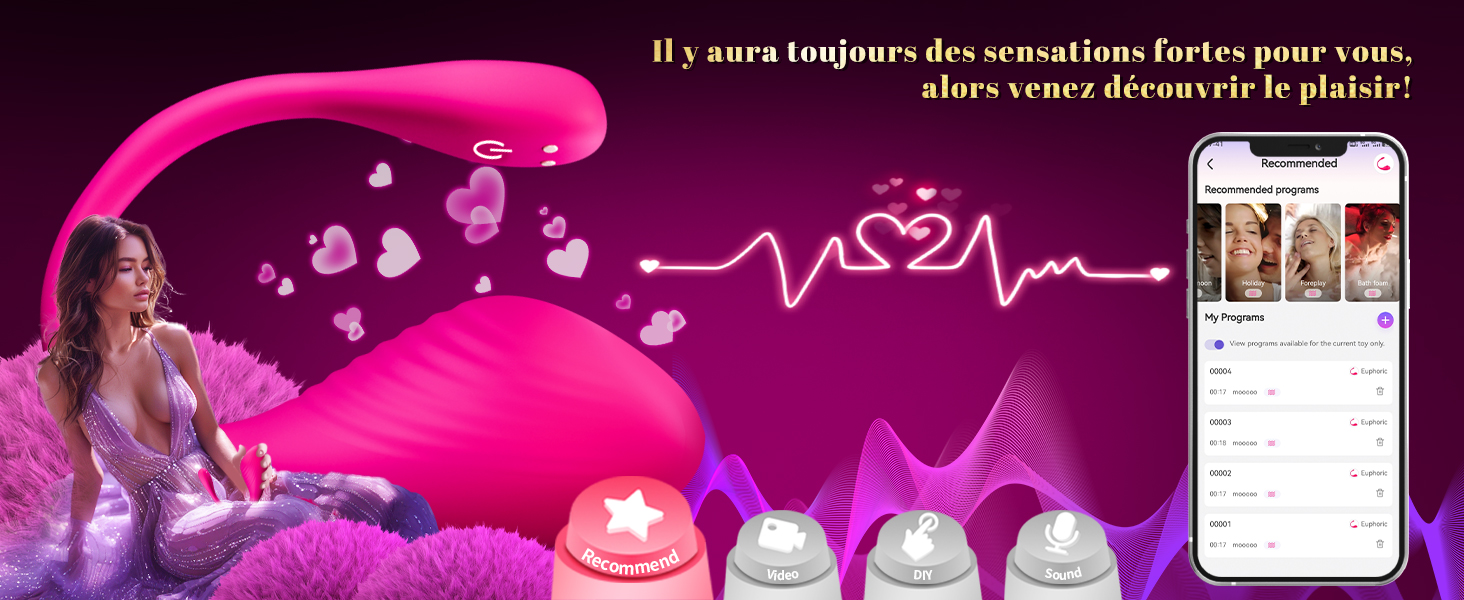 Il y aura toujours des sensations fortes pour vous,
alors venez découvrir le plaisir!
Recommended
Recommended programs
Holiday
Foreplay
Bath foam
My Programs
View programs available for the current toy only.
00004 Euphoric
00:17 moocoo
00003 Euphoric
00:18 moocoo
00002 Euphoric
00:17 moocoo
00001 Euphoric
00:17 moocoo
Recommend
Video
DIY
Sound